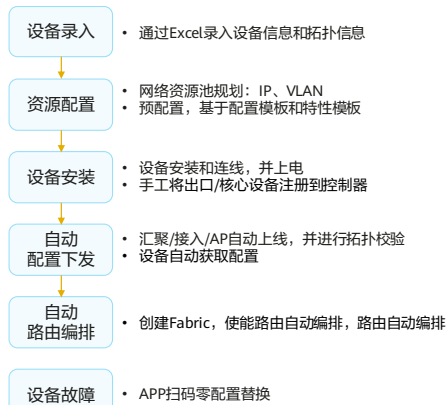 设备录入
• 通过Excel录入设备信息和拓扑信息
资源配置
• 网络资源池规划：IP、VLAN
• 预配置，基于配置模板和特性模板
设备安装
• 设备安装和连线，并上电
• 手工将出口/核心设备注册到控制器
自动
配置下发
• 汇聚/接入/AP自动上线，并进行拓扑校验
• 设备自动获取配置
自动
路由编排
• 创建Fabric，使能路由自动编排，路由自动编排
设备故障
• APP扫码零配置替换